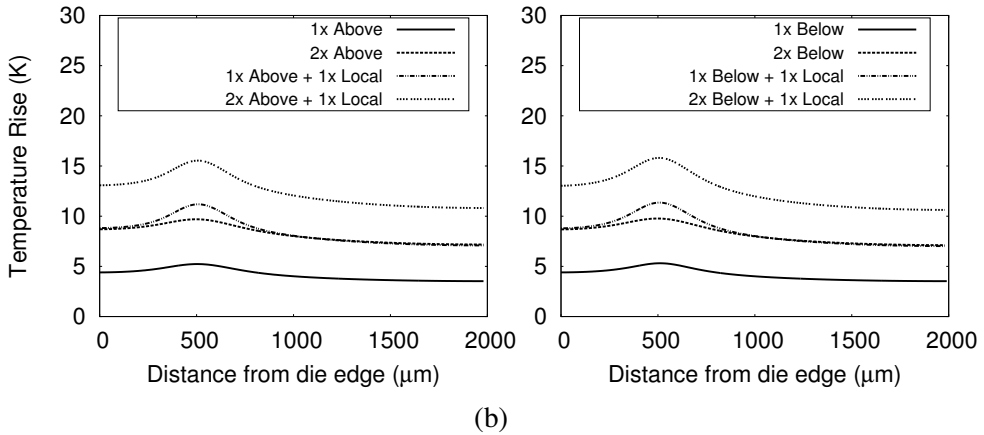 Temperature Rise (K)
30
25
20
15
10
5
0
1x Above
2x Above
1x Above + 1x Local
2x Above + 1x Local
0 500 1000 1500 2000
Distance from die edge (μm)
30
25
20
15
10
5
0
1x Below
2x Below
1x Below + 1x Local
2x Below + 1x Local
0 500 1000 1500 2000
Distance from die edge (μm)
(b)